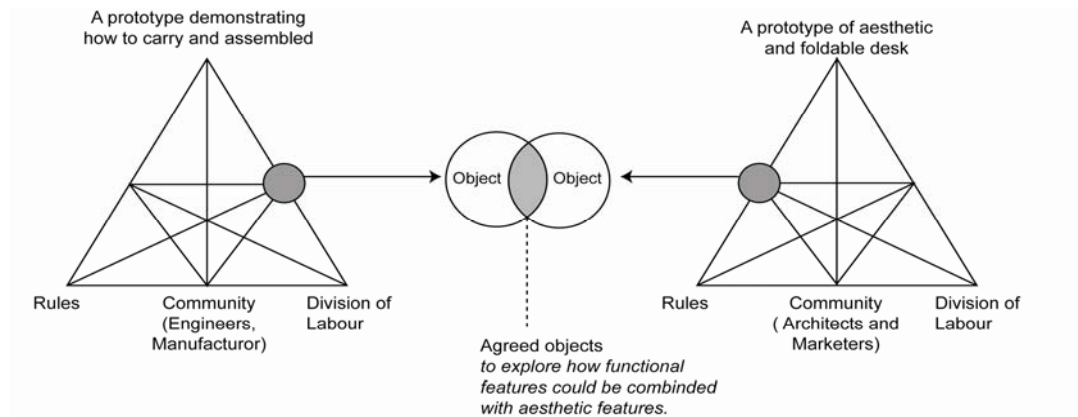 A prototype demonstrating
how to carry and assembled
A prototype of aesthetic
and foldable desk
Object
Object
Rules
Community
(Engineers,
Manufacturor)
Division of
Labour
Rules
Community
( Architects and
Marketers)
Division of
Labour
Agreed objects
to explore how functional
features could be combinded
with aesthetic features.